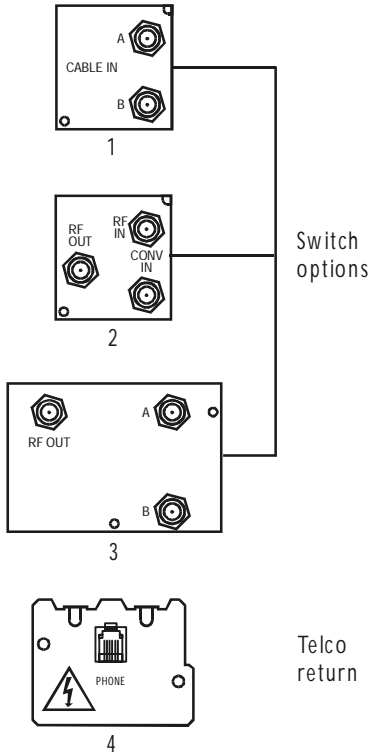 A
CABLE IN
B
1
RF
OUT
RF
IN
CONV
IN
2
Switch
options
A
RF OUT
B
3
PHONE
4
Telco
return